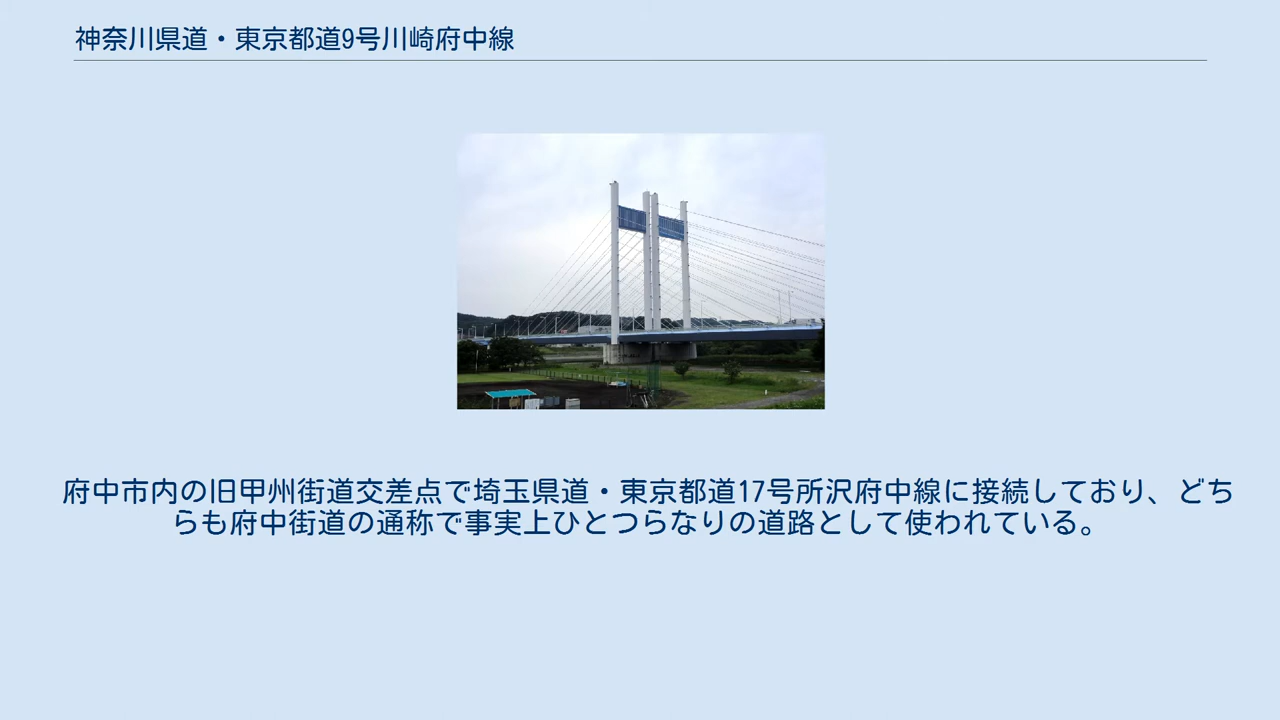 神奈川県道・東京都道9号川崎府中線
府中市内の旧甲州街道交差点で埼玉県道・東京都道17号所沢府中線に接続しており、どち
らも府中街道の通称で事実上ひとつらなりの道路として使われている。